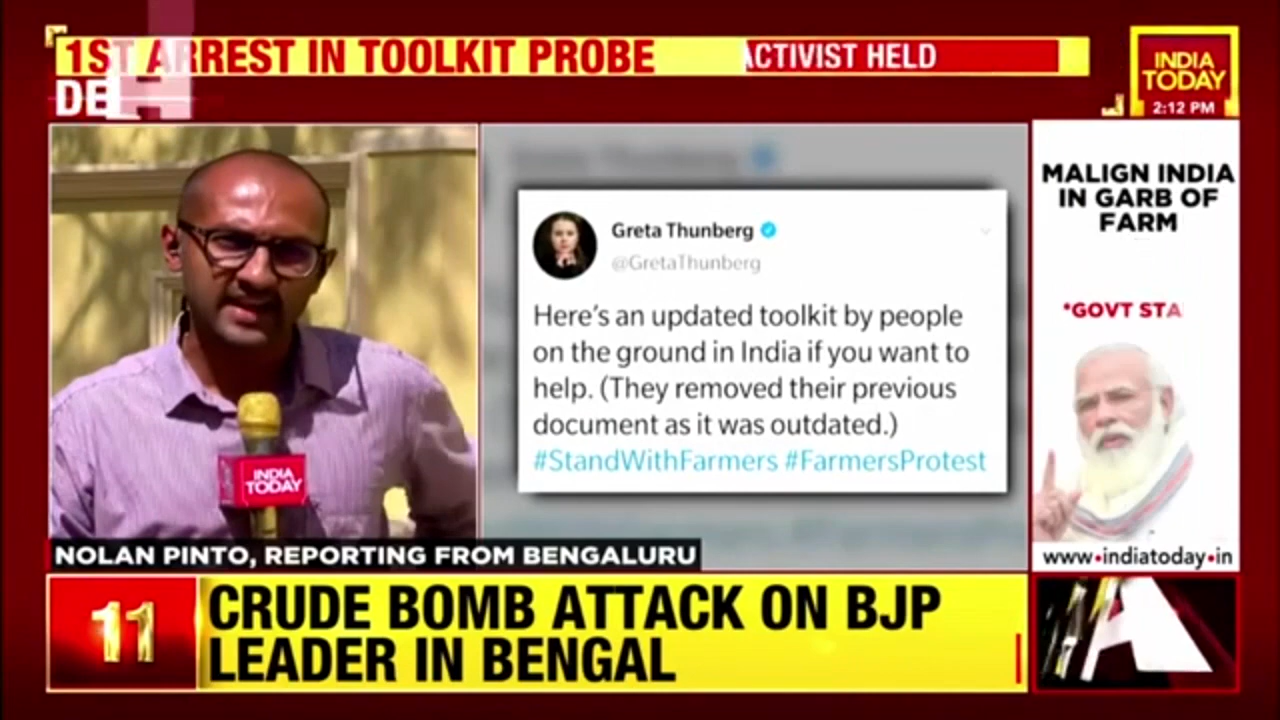 1ST ARREST IN TOOLKIT PROBE
ACTIVIST HELD
DE
INDIA
TODAY
2:12 PM
MALIGN INDIA
IN GARB OF
FARM
Greta Thunberg
@GretaThunberg
Here's an updated toolkit by people
on the ground in India if you want to
help. (They removed their previous
document as it was outdated.)
#StandWithFarmers #FarmersProtest
*GOVT STA
INDIA
TODAY
NOLAN PINTO, REPORTING FROM BENGALURU
www•indiatoday•in
11
CRUDE BOMB ATTACK ON BJP
LEADER IN BENGAL